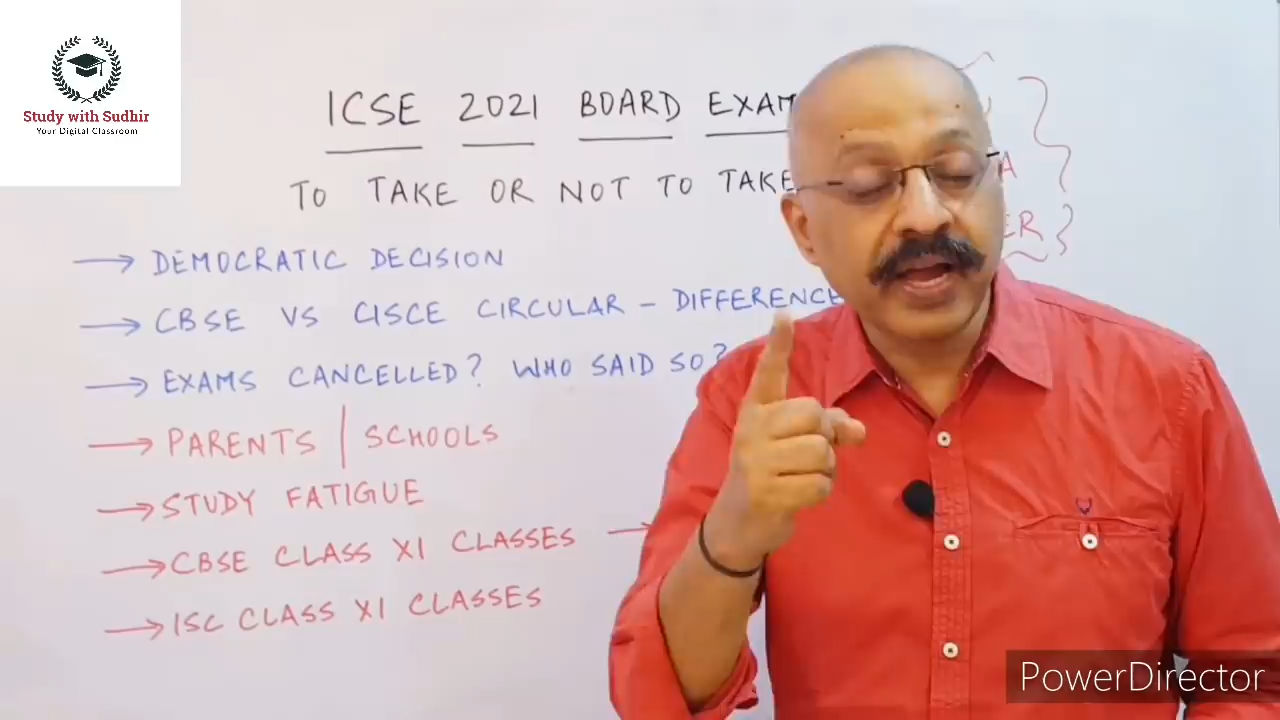 Study with Sudhir
Your Digital Classroom
ICSE 2021 BOARD EXAM
TO TAKE OR NOT TO TAKE
→ DEMOCRATIC DECISION
→ CBSE VS CISCE CIRCULAR – DIFFERENCE
→ EXAMS CANCELLED? WHO SAID SO?
→ PARENTS | SCHOOLS
→ STUDY FATIGUE
→ CBSE CLASS XI CLASSES →
→ ISC CLASS XI CLASSES
PowerDirector